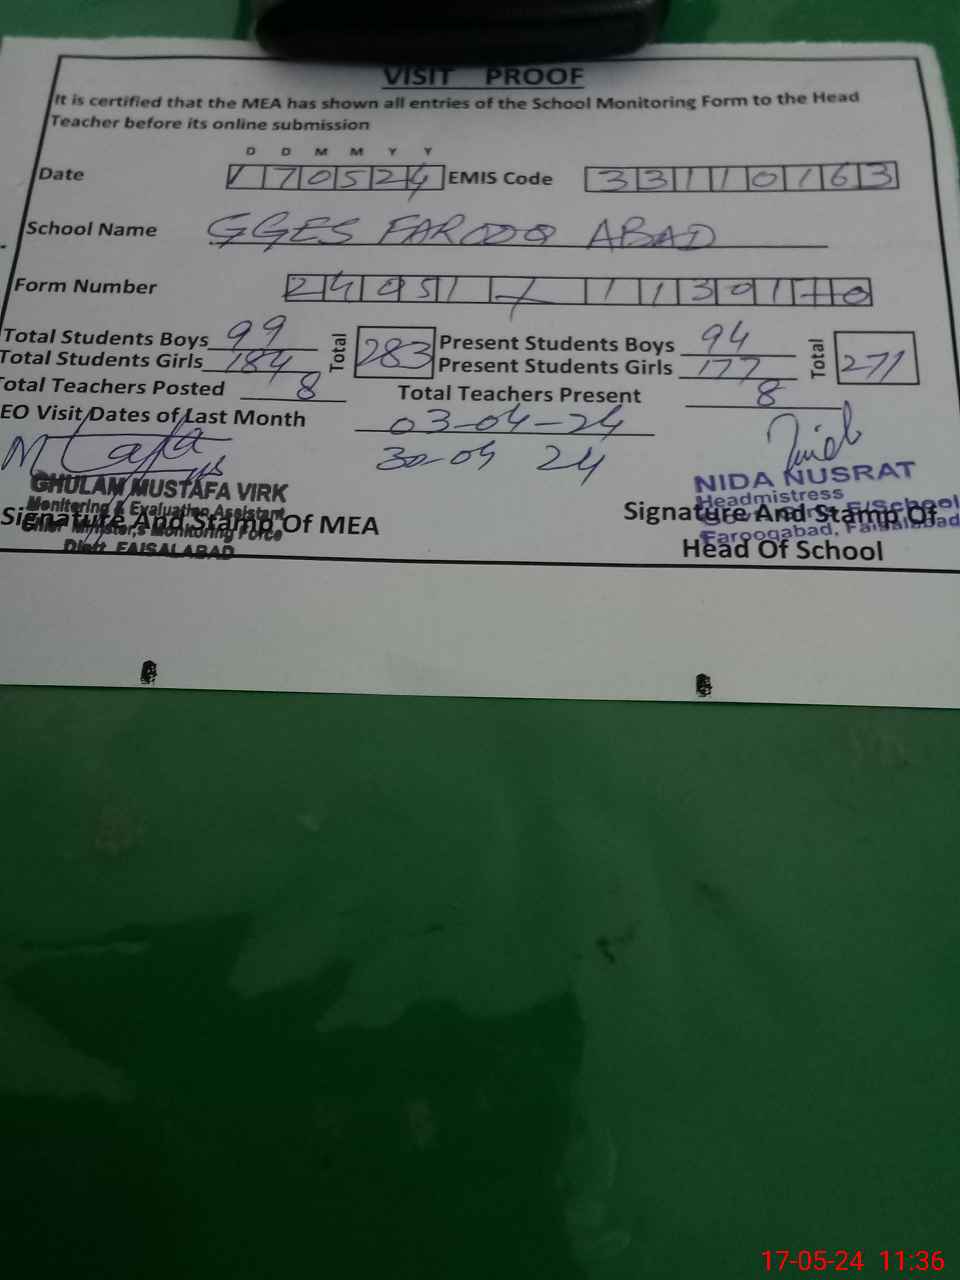 VISIT PROOF
It is certified that the MEA has shown all entries of the School Monitoring Form to the Head
Teacher before its online submission
D D M M Y Y
Date 170524 EMIS Code 33110163
School Name GGES FAROOQ ABAD
Form Number 24051 / 1130170
Total Students Boys 99 Total 283 Present Students Boys 94 Total 271
Total Students Girls 184 Present Students Girls 177
Total Teachers Posted 8 Total Teachers Present 8
EO Visit/Dates of Last Month 03-04-24
30-04 24
GHULAM MUSTAFA VIRK
Monitoring & Evaluation Assistant
Chief Minister,s Monitoring Force
Distt. FAISALABAD
Signature And Stamp Of MEA
NIDA NUSRAT
Headmistress
Girls E/School
Farooqabad, Faisalabad
Signature And Stamp Of
Head Of School
17-05-24 11:36